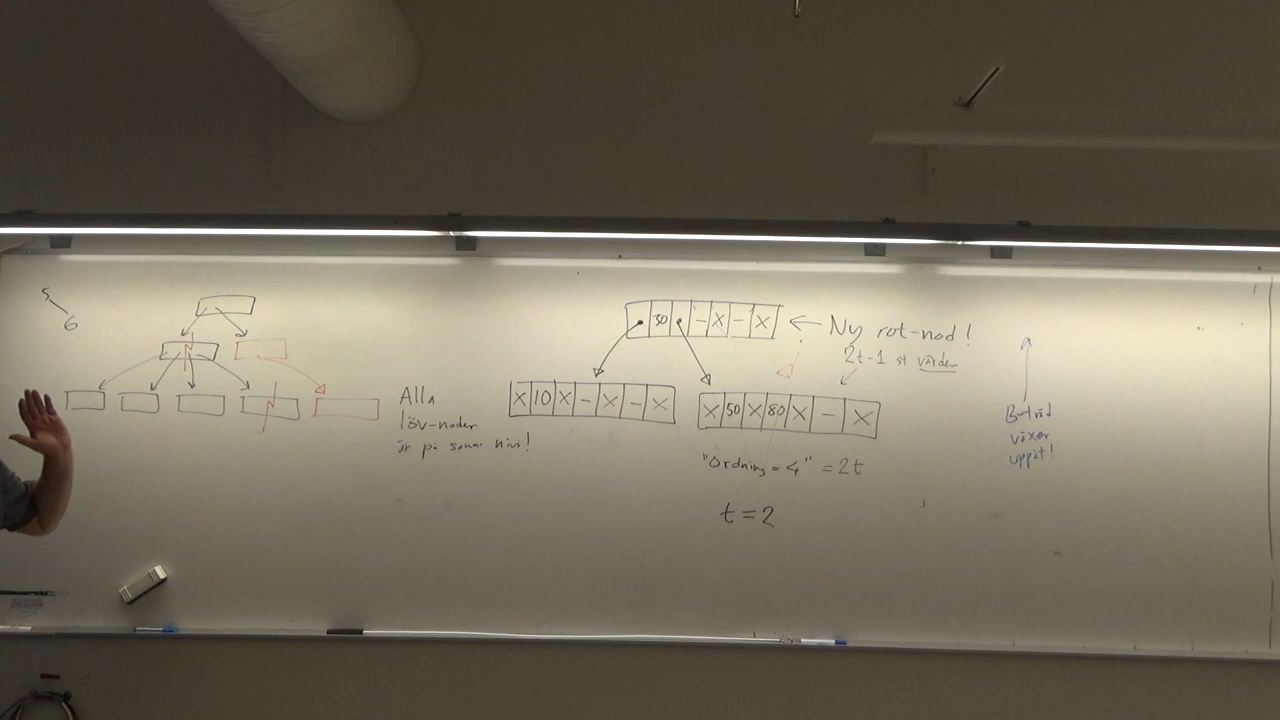 5
6
Alla
löv-noder
är på samma nivå!
30 - X - X
← Ny rot-nod!
2t-1 st värden
X 10 X - X - X
X 50 X 80 X - X
"Ordning = 4" = 2t
t = 2
B-träd
växer
uppåt!